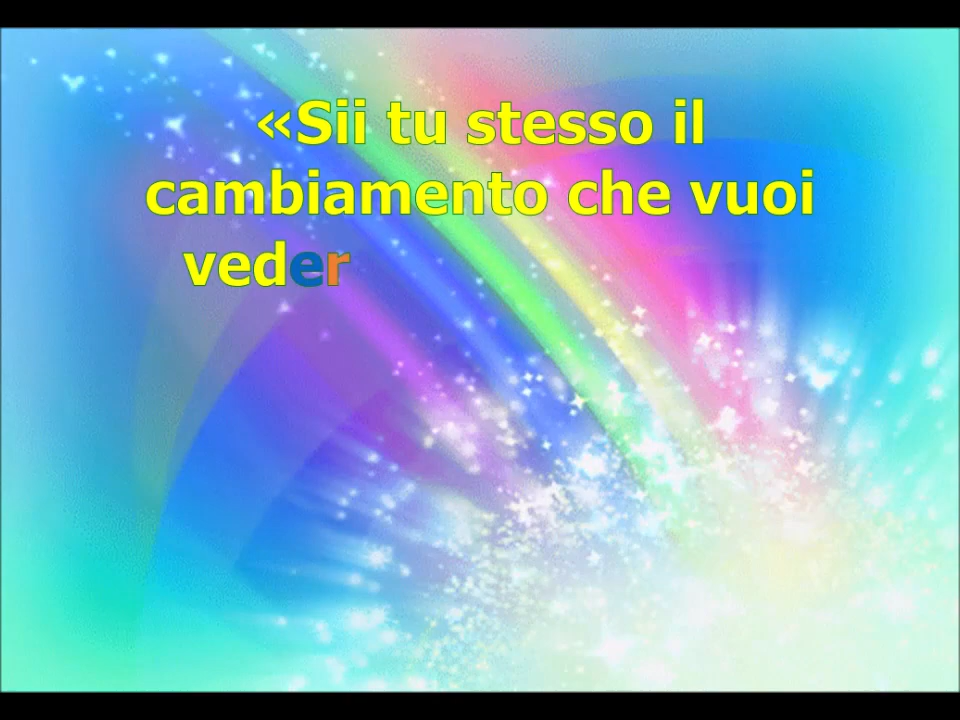 «Sii tu stesso il
cambiamento che vuoi
veder